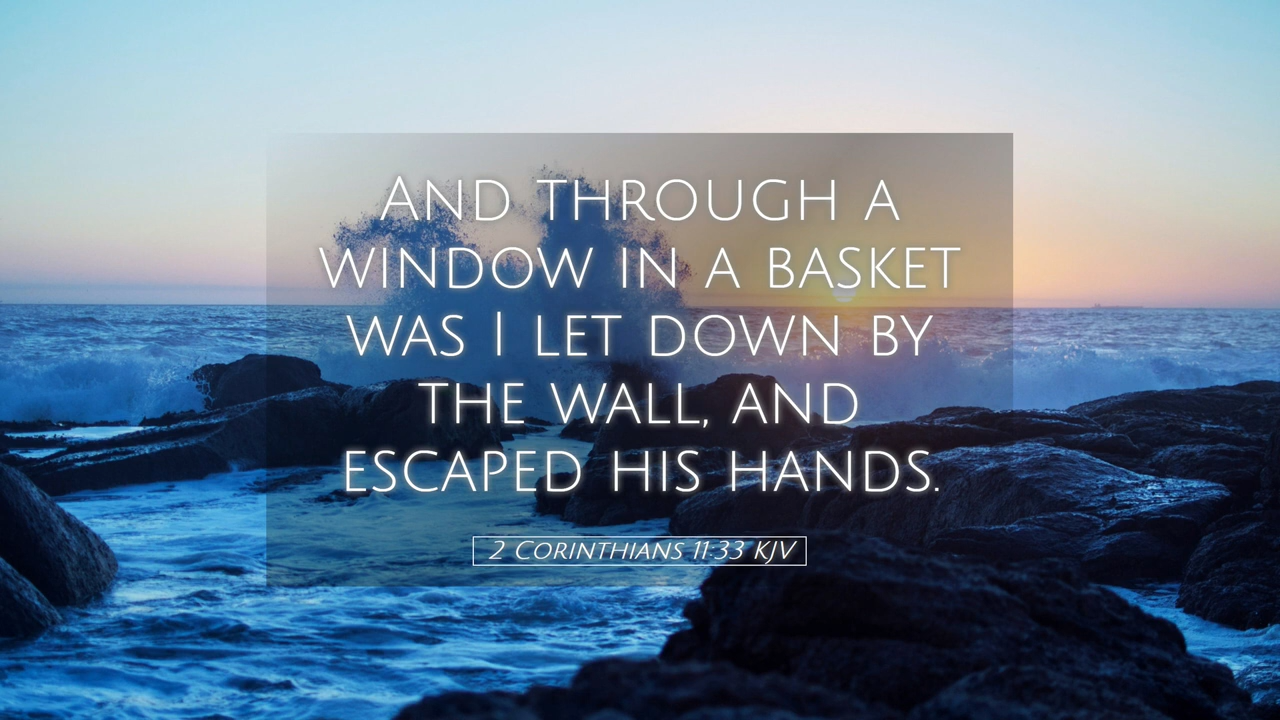 And through a
window in a basket
was I let down by
the wall, and
escaped his hands.
2 Corinthians 11:33 KJV